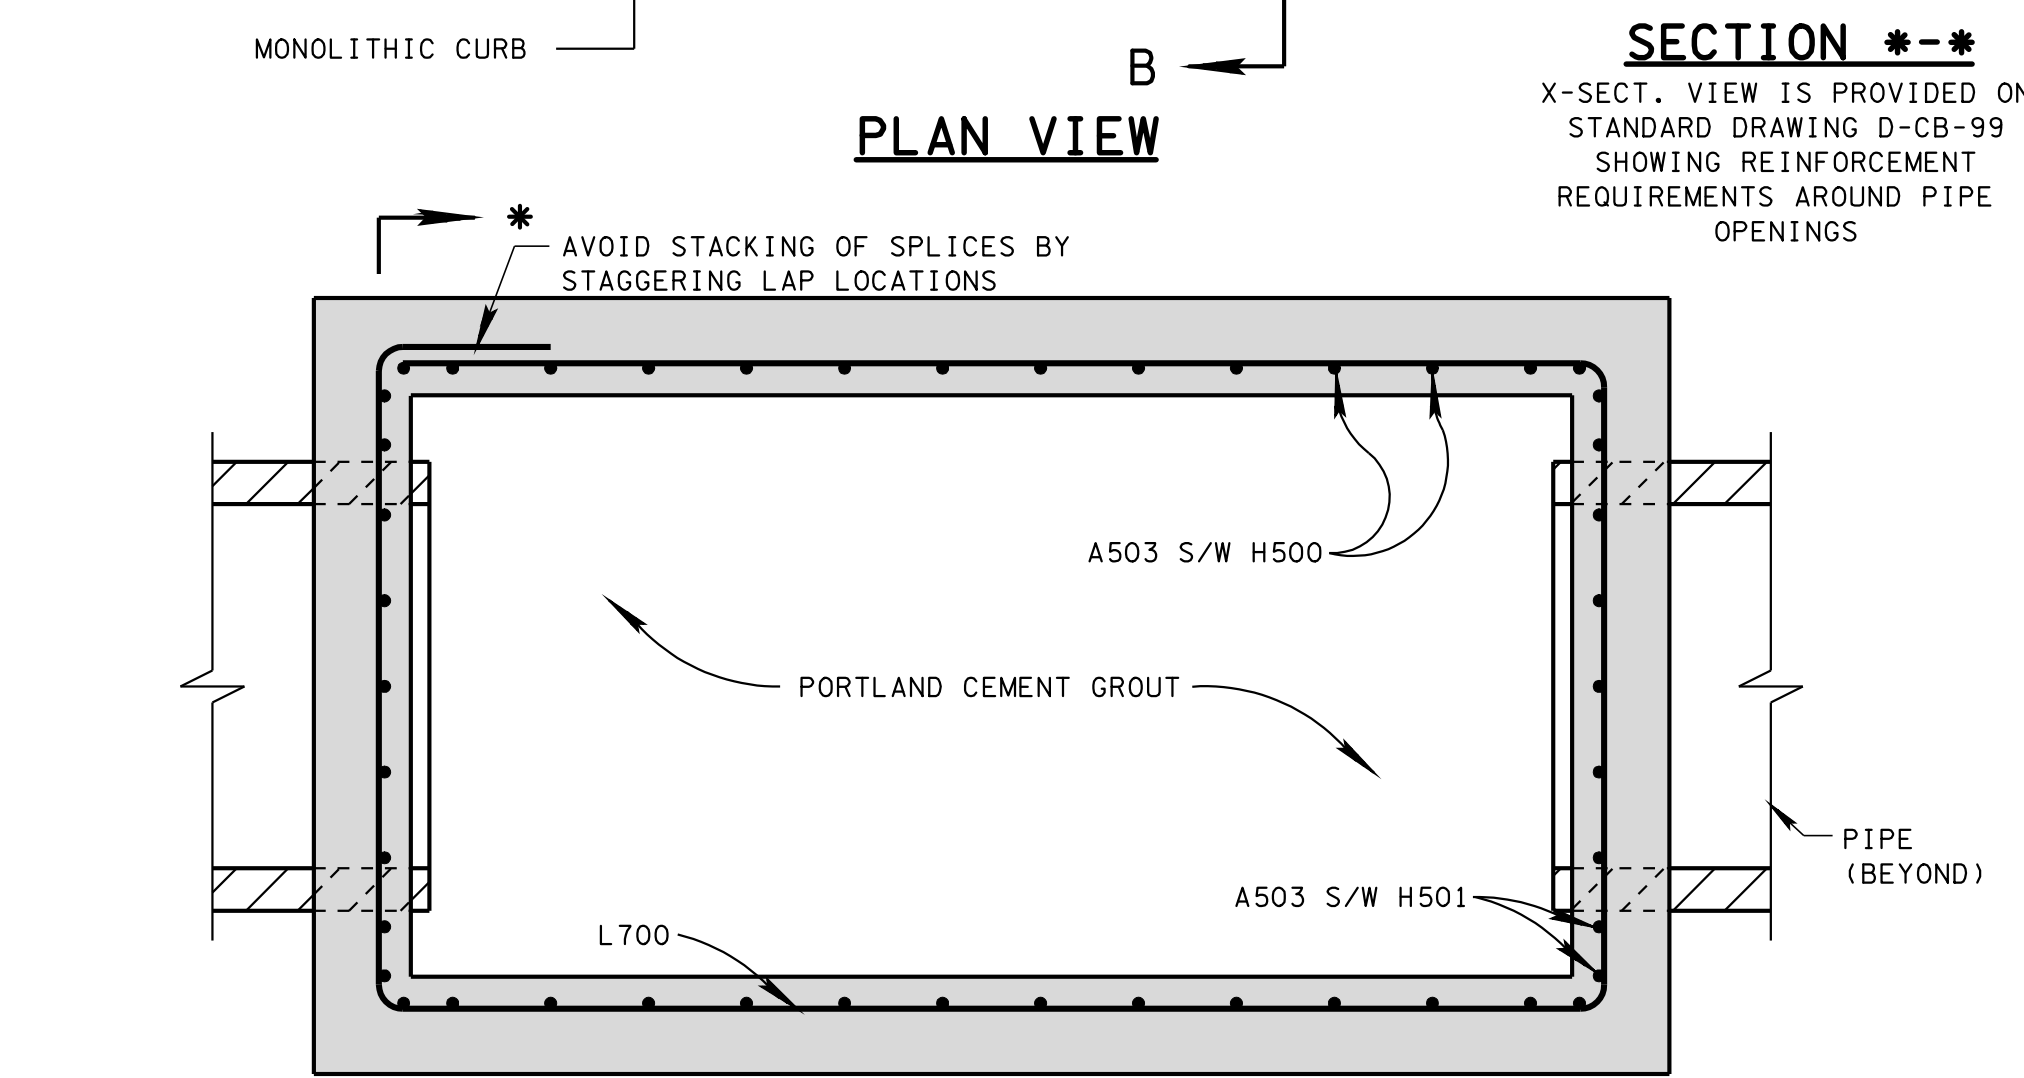 MONOLITHIC CURB
B
PLAN VIEW
SECTION *-*
X-SECT. VIEW IS PROVIDED ON
STANDARD DRAWING D-CB-99
SHOWING REINFORCEMENT
REQUIREMENTS AROUND PIPE
OPENINGS
*
AVOID STACKING OF SPLICES BY
STAGGERING LAP LOCATIONS
A503 S/W H500
PORTLAND CEMENT GROUT
PIPE
(BEYOND)
A503 S/W H501
L700